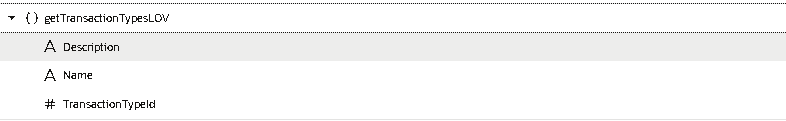 { } getTransactionTypesLOV
A Description
A Name
# TransactionTypeId